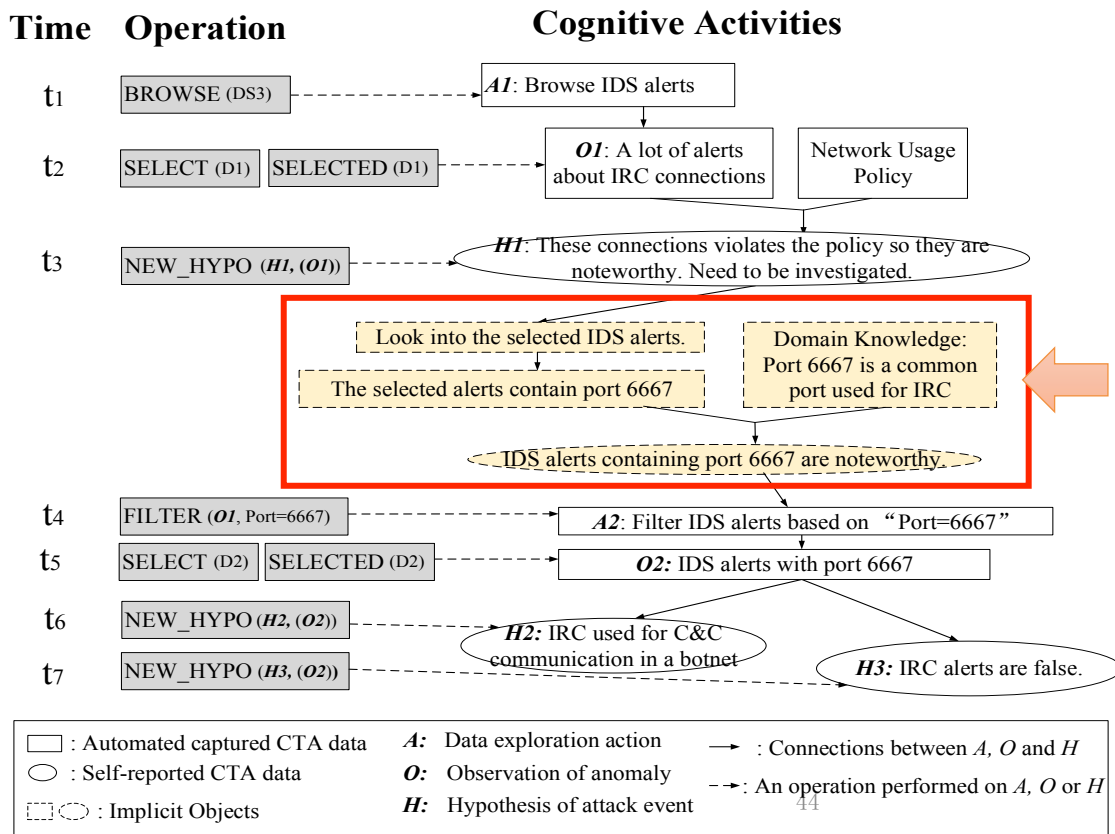 Time Operation Cognitive Activities
t1 BROWSE (DS3) A1: Browse IDS alerts
t2 SELECT (D1) SELECTED (D1) O1: A lot of alerts
about IRC connections
Network Usage
Policy
t3 NEW_HYPO (H1, (O1)) H1: These connections violates the policy so they are
noteworthy. Need to be investigated.
Look into the selected IDS alerts.
The selected alerts contain port 6667
Domain Knowledge:
Port 6667 is a common
port used for IRC
IDS alerts containing port 6667 are noteworthy.
t4 FILTER (O1, Port=6667) A2: Filter IDS alerts based on “Port=6667”
t5 SELECT (D2) SELECTED (D2) O2: IDS alerts with port 6667
t6 NEW_HYPO (H2, (O2)) H2: IRC used for C&C
communication in a botnet
t7 NEW_HYPO (H3, (O2)) H3: IRC alerts are false.
: Automated captured CTA data A: Data exploration action : Connections between A, O and H
: Self-reported CTA data O: Observation of anomaly : An operation performed on A, O or H
: Implicit Objects H: Hypothesis of attack event 44